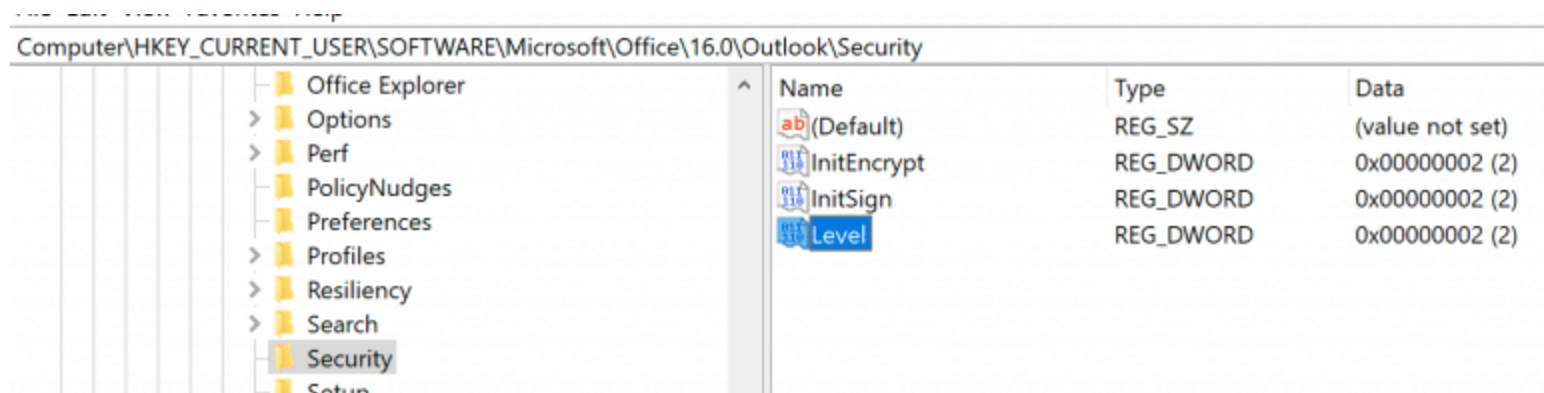 Computer\HKEY_CURRENT_USER\SOFTWARE\Microsoft\Office\16.0\Outlook\Security
Office Explorer
Options
Perf
PolicyNudges
Preferences
Profiles
Resiliency
Search
Security
Name Type Data
(Default) REG_SZ (value not set)
InitEncrypt REG_DWORD 0x00000002 (2)
InitSign REG_DWORD 0x00000002 (2)
Level REG_DWORD 0x00000002 (2)